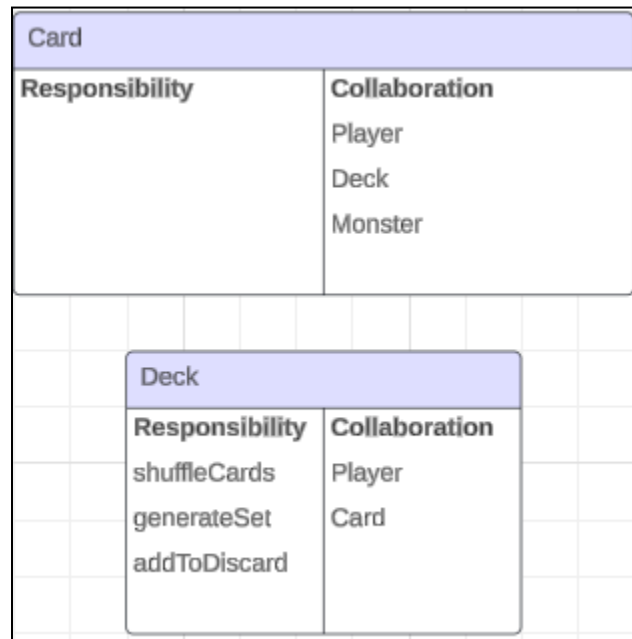 Card
Responsibility Collaboration
Player
Deck
Monster
Deck
Responsibility Collaboration
shuffleCards Player
generateSet Card
addToDiscard